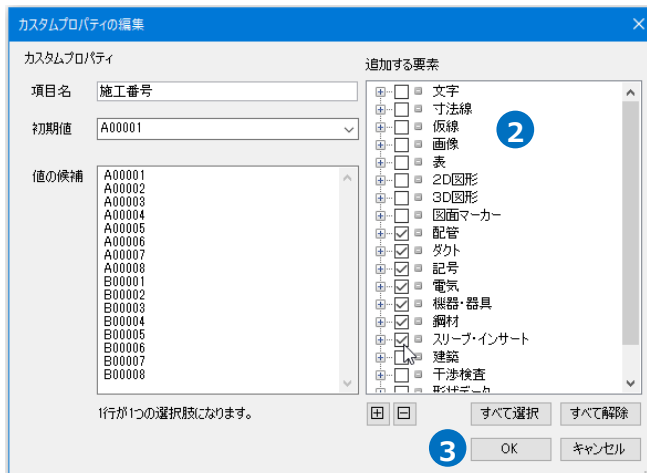 カスタムプロパティの編集
カスタムプロパティ
項目名
施工番号
初期値
A00001
値の候補
A00001
A00002
A00003
A00004
A00005
A00006
A00007
A00008
B00001
B00002
B00003
B00004
B00005
B00006
B00007
B00008
1行が1つの選択肢になります。
追加する要素
文字
寸法線
仮線
画像
表
2D図形
3D図形
図面マーカー
配管
ダクト
記号
電気
機器・器具
鋼材
スリーブ・インサート
建築
干渉検査
形状データ
2
すべて選択
すべて解除
3
OK
キャンセル